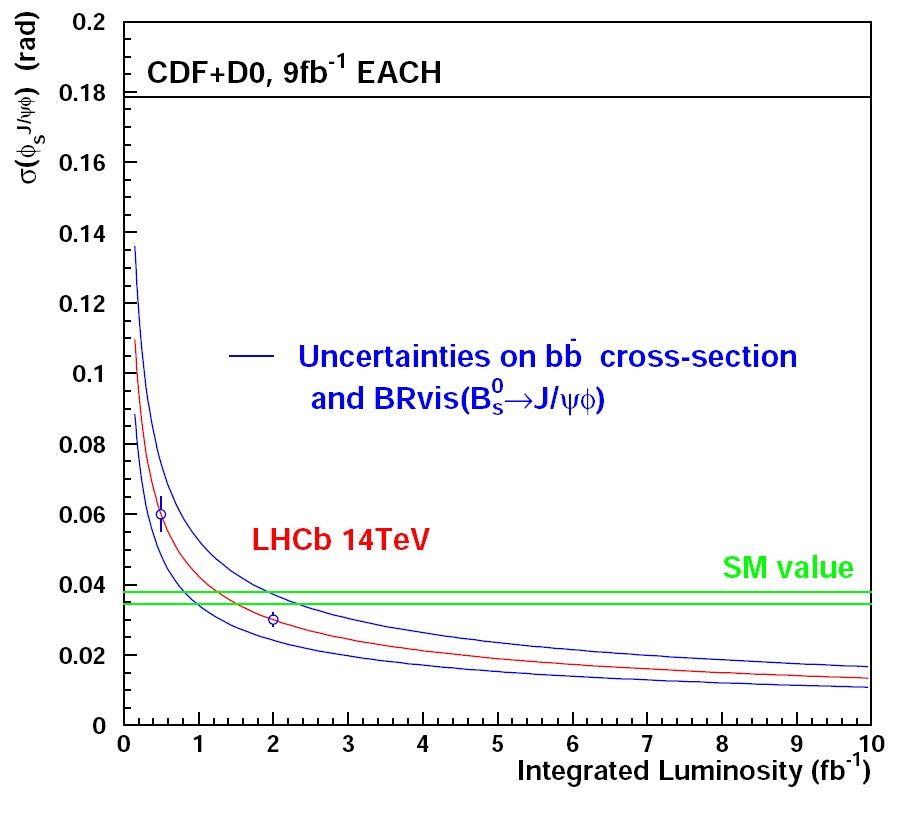 σ(ϕₛᴶ/ψϕ) (rad)
0.2
0.18
0.16
0.14
0.12
0.1
0.08
0.06
0.04
0.02
0
CDF+D0, 9fb⁻¹ EACH
Uncertainties on bb̄ cross-section
and BRvis(Bₛ⁰→J/ψϕ)
LHCb 14TeV
SM value
0 1 2 3 4 5 6 7 8 9 10
Integrated Luminosity (fb⁻¹)